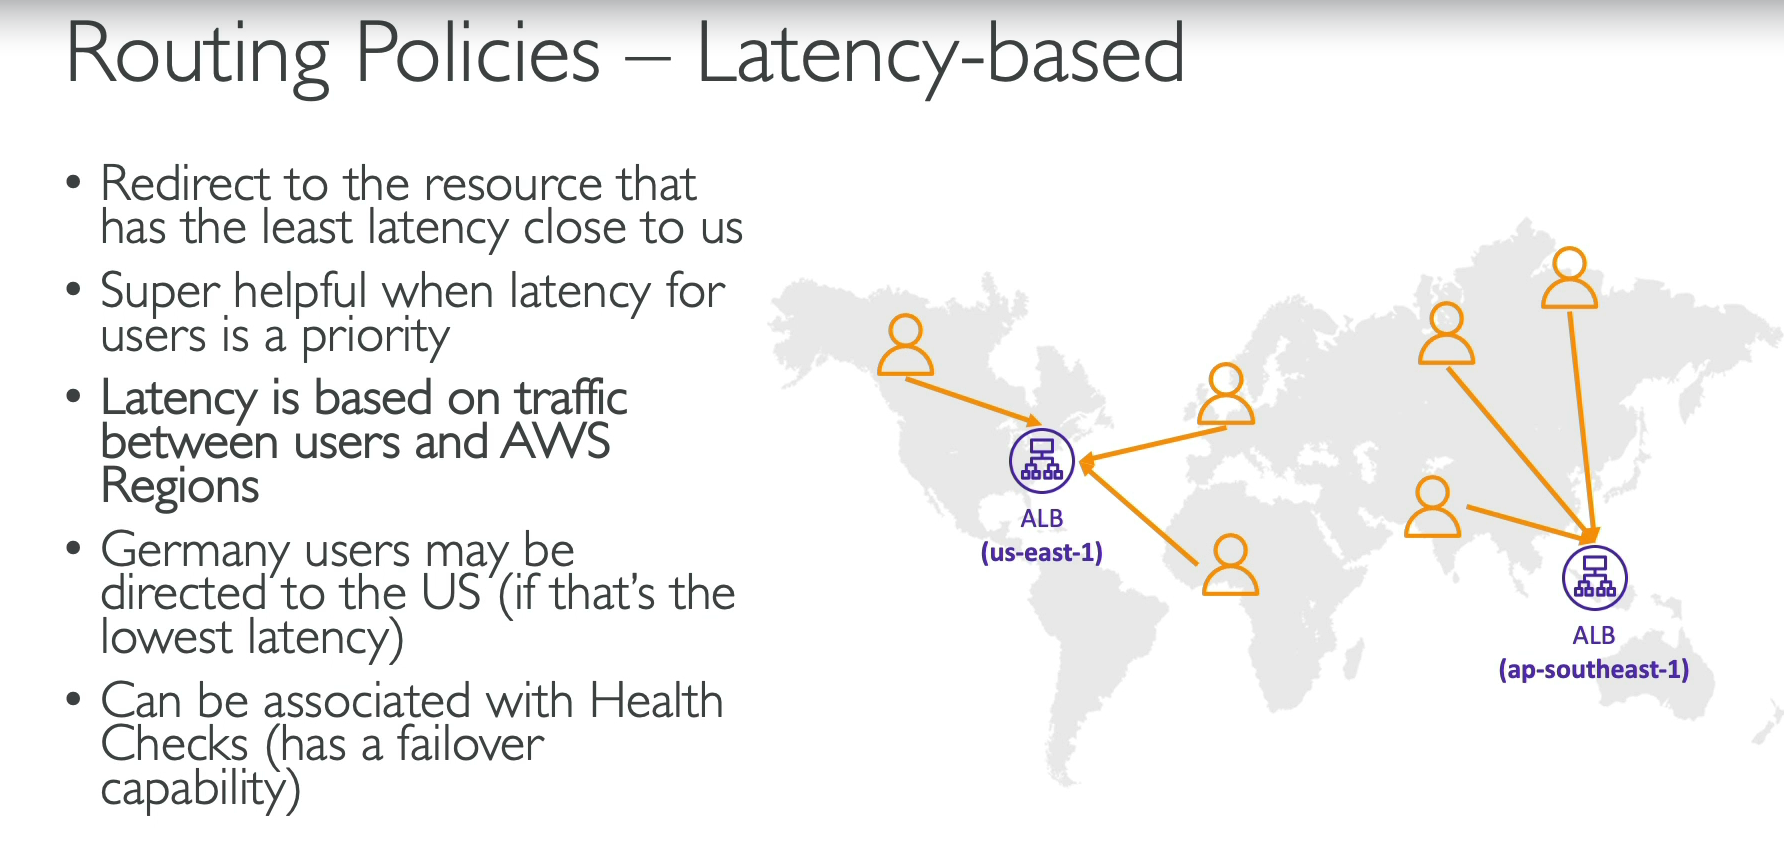 Routing Policies – Latency-based
• Redirect to the resource that
has the least latency close to us
• Super helpful when latency for
users is a priority
• Latency is based on traffic
between users and AWS
Regions
• Germany users may be
directed to the US (if that’s the
lowest latency)
• Can be associated with Health
Checks (has a failover
capability)
ALB
(us-east-1)
ALB
(ap-southeast-1)